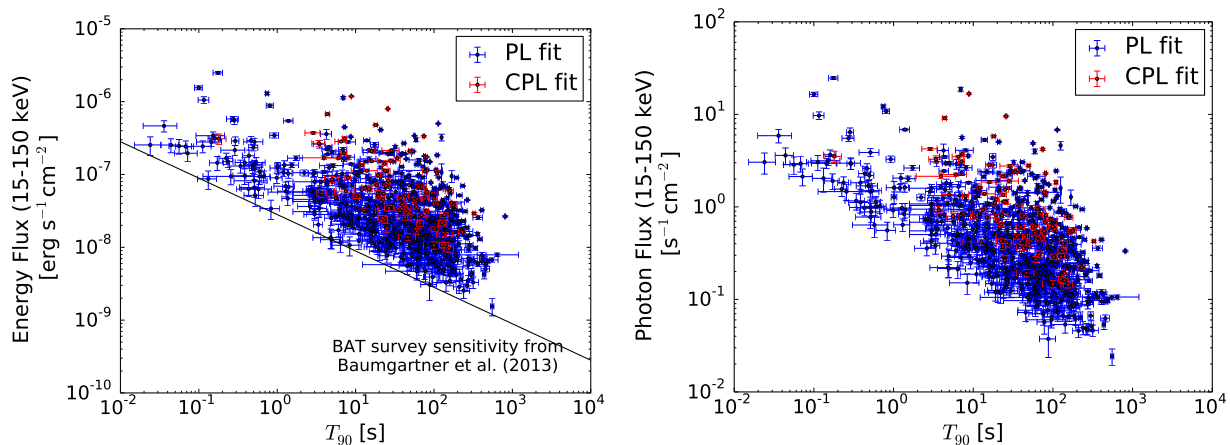 10^-5
10^-6
10^-7
10^-8
10^-9
10^-10
Energy Flux (15-150 keV)
[erg s^-1 cm^-2]
PL fit
CPL fit
BAT survey sensitivity from
Baumgartner et al. (2013)
10^-2 10^-1 10^0 10^1 10^2 10^3 10^4
T_90 [s]
10^2
10^1
10^0
10^-1
10^-2
Photon Flux (15-150 keV)
[s^-1 cm^-2]
PL fit
CPL fit
10^-2 10^-1 10^0 10^1 10^2 10^3 10^4
T_90 [s]